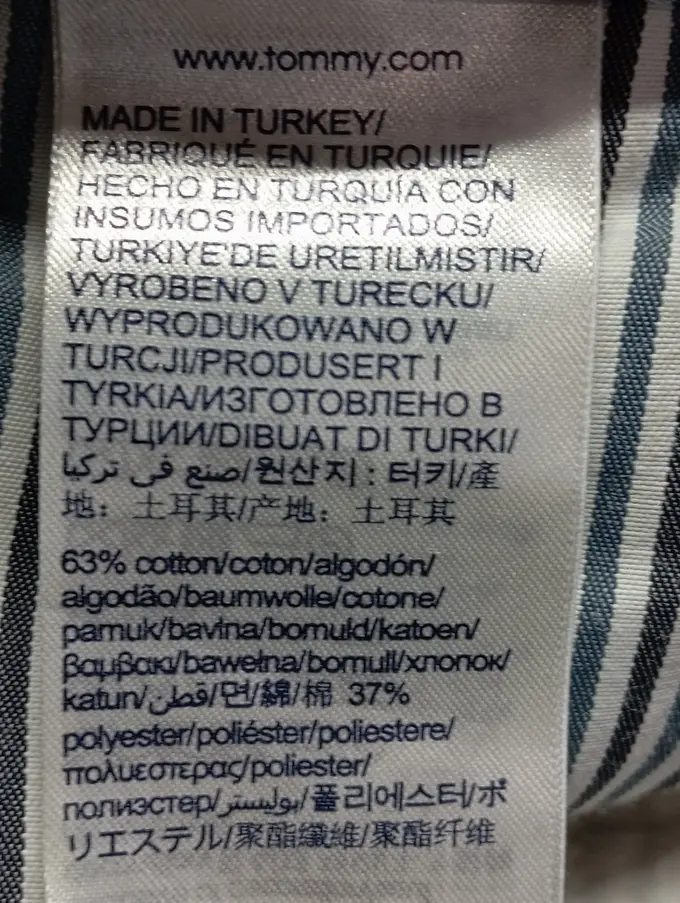 www.tommy.com
MADE IN TURKEY/
FABRIQUÉ EN TURQUIE/
HECHO EN TURQUÍA CON
INSUMOS IMPORTADOS/
TURKIYE'DE URETILMISTIR/
VYROBENO V TURECKU/
WYPRODUKOWANO W
TURCJI/PRODUSERT I
TYRKIA/ИЗГОТОВЛЕНО В
ТУРЦИИ/DIBUAT DI TURKI/
صنع في تركيا/원산지 : 터키/產
地：土耳其/产地：土耳其
63% cotton/coton/algodón/
algodão/baumwolle/cotone/
pamuk/bavlna/bomuld/katoen/
βαμβακι/bawełna/bomull/хлопок/
katun/قطن/면/綿/棉 37%
polyester/poliéster/poliestere/
πολυεστερας/poliester/
полиэстер/بوليستر/폴리에스터/ポ
リエステル/聚酯纖維/聚酯纤维